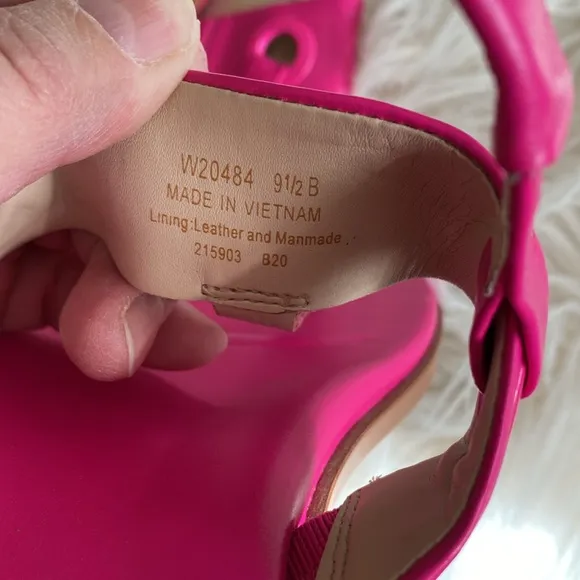 W20484 9½ B
MADE IN VIETNAM
Lining:Leather and Manmade.
215903 B20